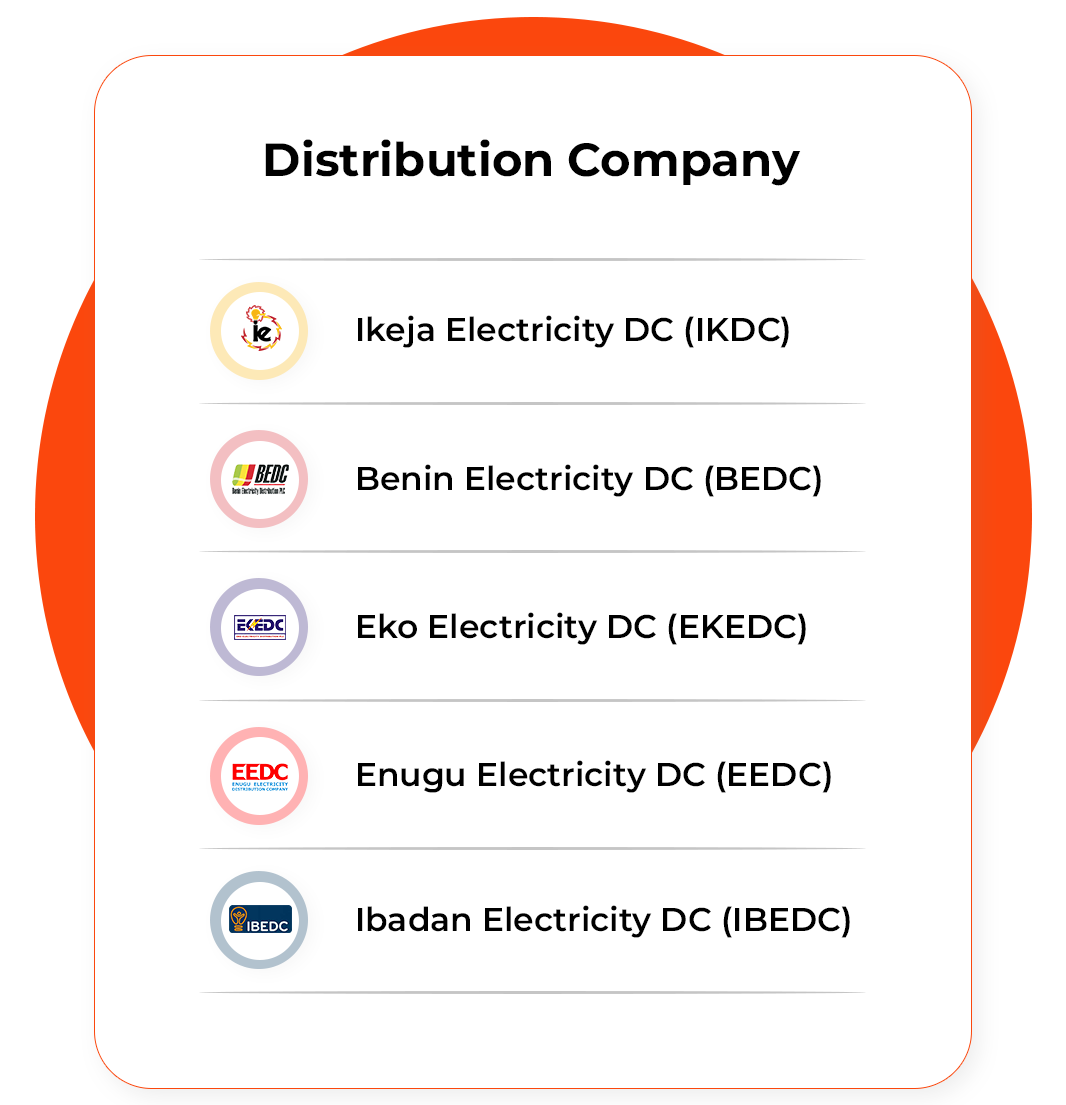 Distribution Company
ie
Ikeja Electricity DC (IKDC)
BEDC
Benin Electricity Distribution PLC
Benin Electricity DC (BEDC)
EKEDC
Eko Electricity DC (EKEDC)
EEDC
ENUGU ELECTRICITY
DISTRIBUTION COMPANY
Enugu Electricity DC (EEDC)
IBEDC
Ibadan Electricity DC (IBEDC)